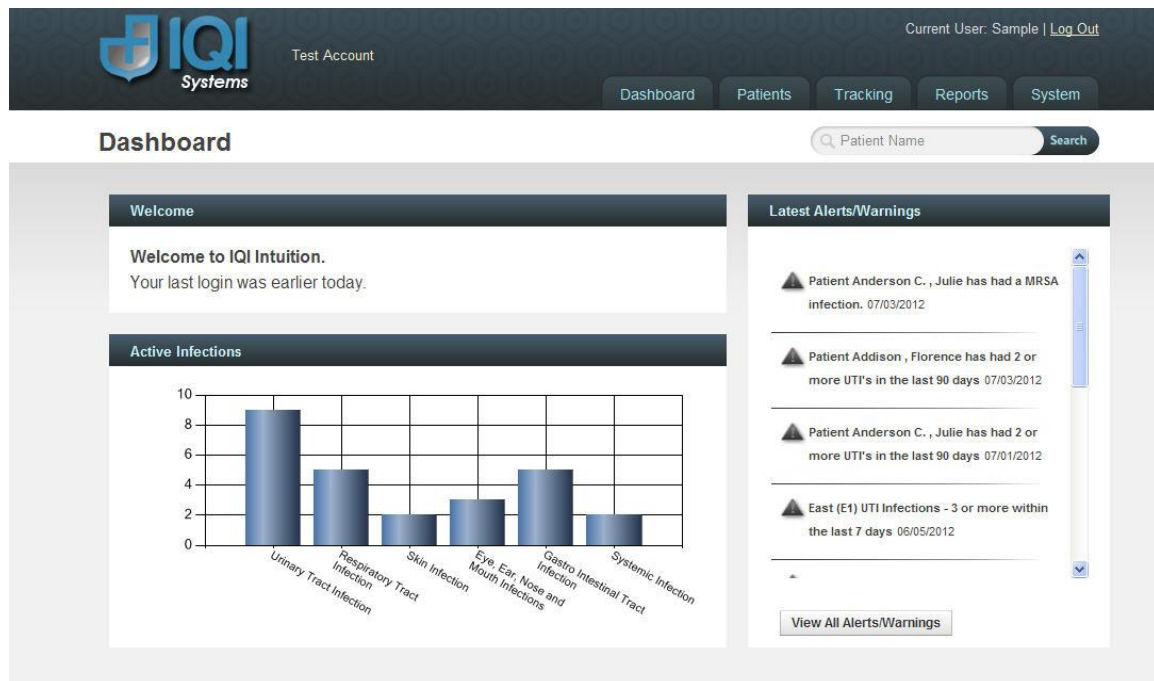 IQI
Systems
Test Account
Current User: Sample | Log Out
Dashboard Patients Tracking Reports System
Dashboard
Patient Name
Search
Welcome
Welcome to IQI Intuition.
Your last login was earlier today.
Active Infections
10
8
6
4
2
0
Urinary Tract Infection
Respiratory Tract
Infection
Skin Infection
Eye, Ear, Nose and
Mouth Infections
Gastro Intestinal Tract
Infection
Systemic Infection
Latest Alerts/Warnings
Patient Anderson C. , Julie has had a MRSA
infection. 07/03/2012
Patient Addison , Florence has had 2 or
more UTI's in the last 90 days 07/03/2012
Patient Anderson C. , Julie has had 2 or
more UTI's in the last 90 days 07/01/2012
East (E1) UTI Infections - 3 or more within
the last 7 days 06/05/2012
View All Alerts/Warnings